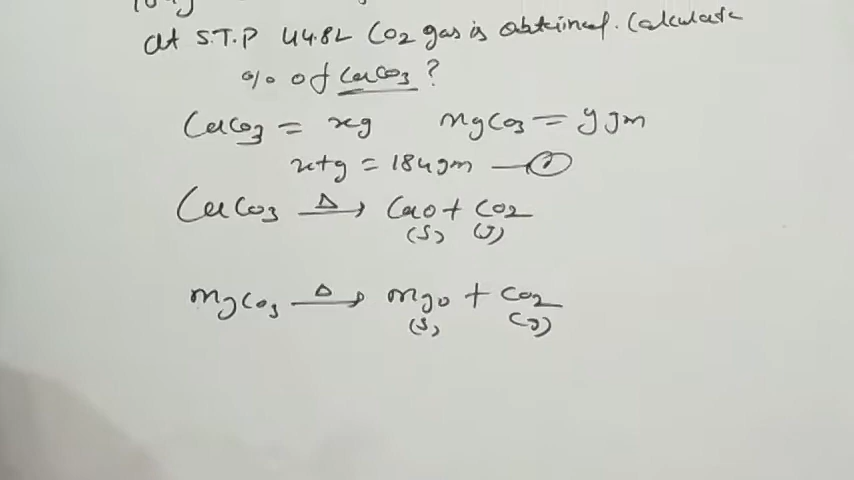 at S.T.P 44.8L CO2 gas is obtained. Calculate
% of CaCO3 ?
CaCO3 = xg MgCO3 = y gm
x+y = 184gm — 1
CaCO3 Δ→ CaO + CO2
(s) (g)
MgCO3 Δ→ MgO + CO2
(s) (g)